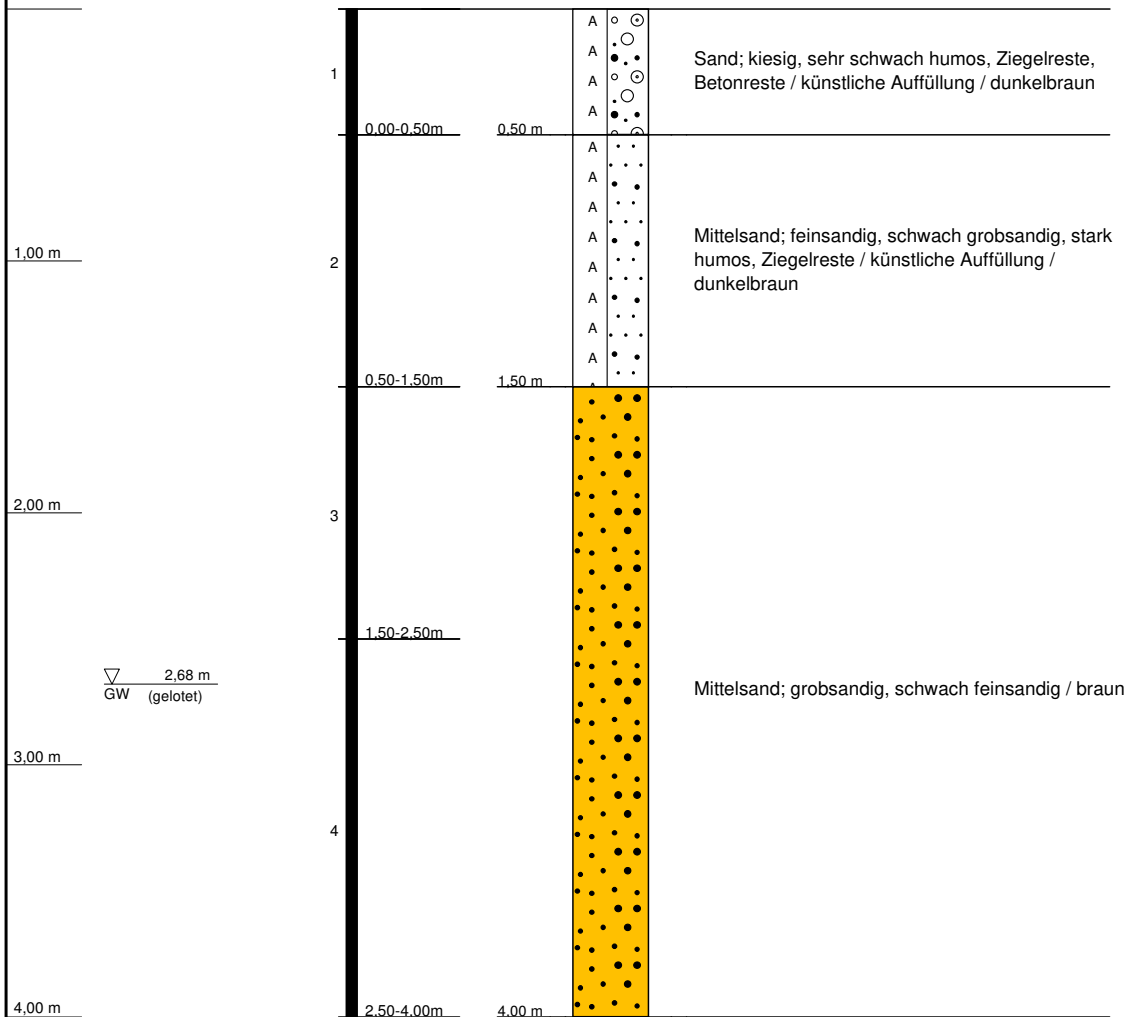 A
A
A
A
1
Sand; kiesig, sehr schwach humos, Ziegelreste,
Betonreste / künstliche Auffüllung / dunkelbraun
0,00-0,50m
0,50 m
A
A
A
A
A
A
A
A
1,00 m
2
Mittelsand; feinsandig, schwach grobsandig, stark
humos, Ziegelreste / künstliche Auffüllung /
dunkelbraun
0,50-1,50m
1,50 m
2,00 m
3
1,50-2,50m
2,68 m
GW (gelotet)
Mittelsand; grobsandig, schwach feinsandig / braun
3,00 m
4
4,00 m
2,50-4,00m
4,00 m